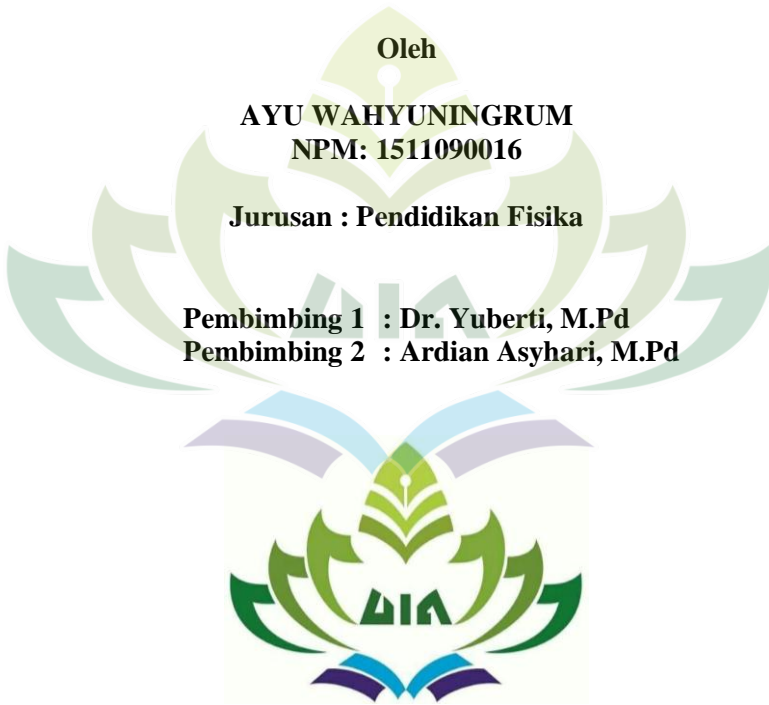 Oleh
AYU WAHYUNINGRUM
NPM: 1511090016
Jurusan : Pendidikan Fisika
Pembimbing 1 : Dr. Yuberti, M.Pd
Pembimbing 2 : Ardian Asyhari, M.Pd
UIN